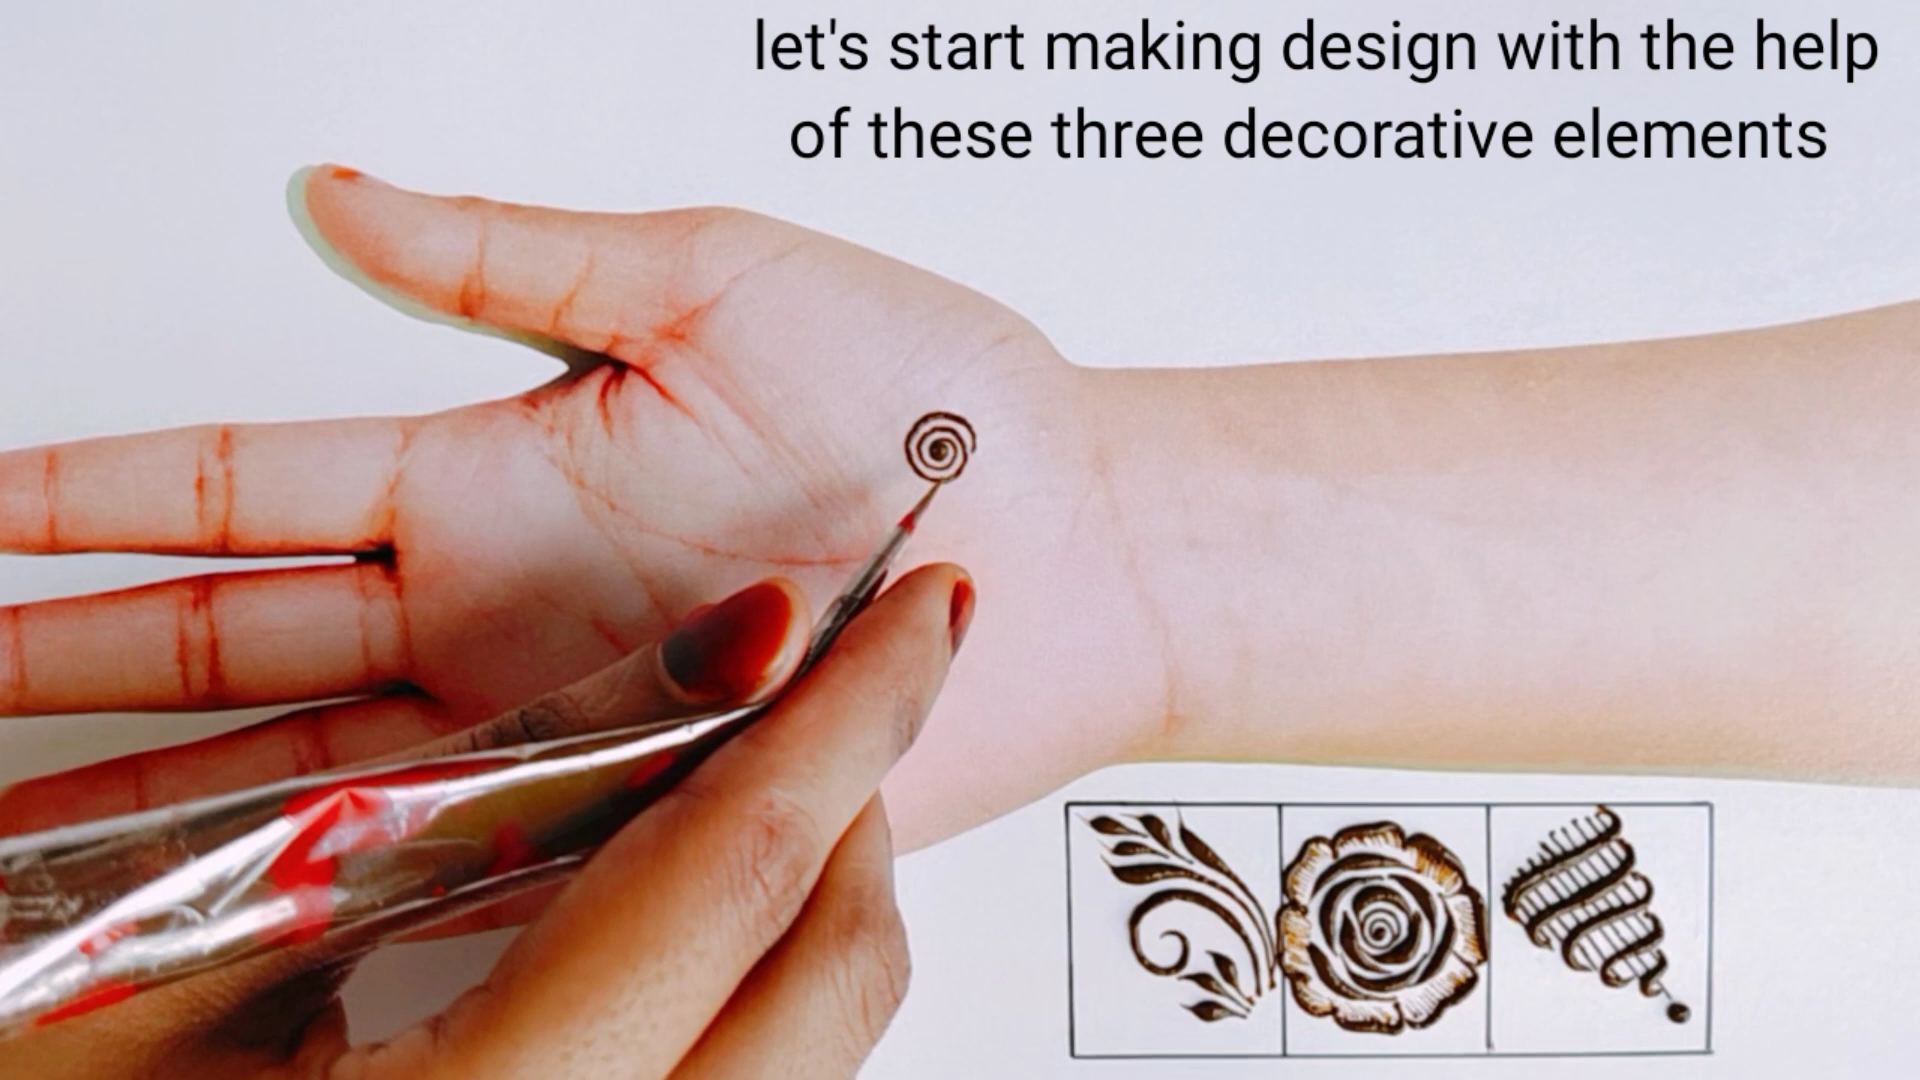 let's start making design with the help
of these three decorative elements